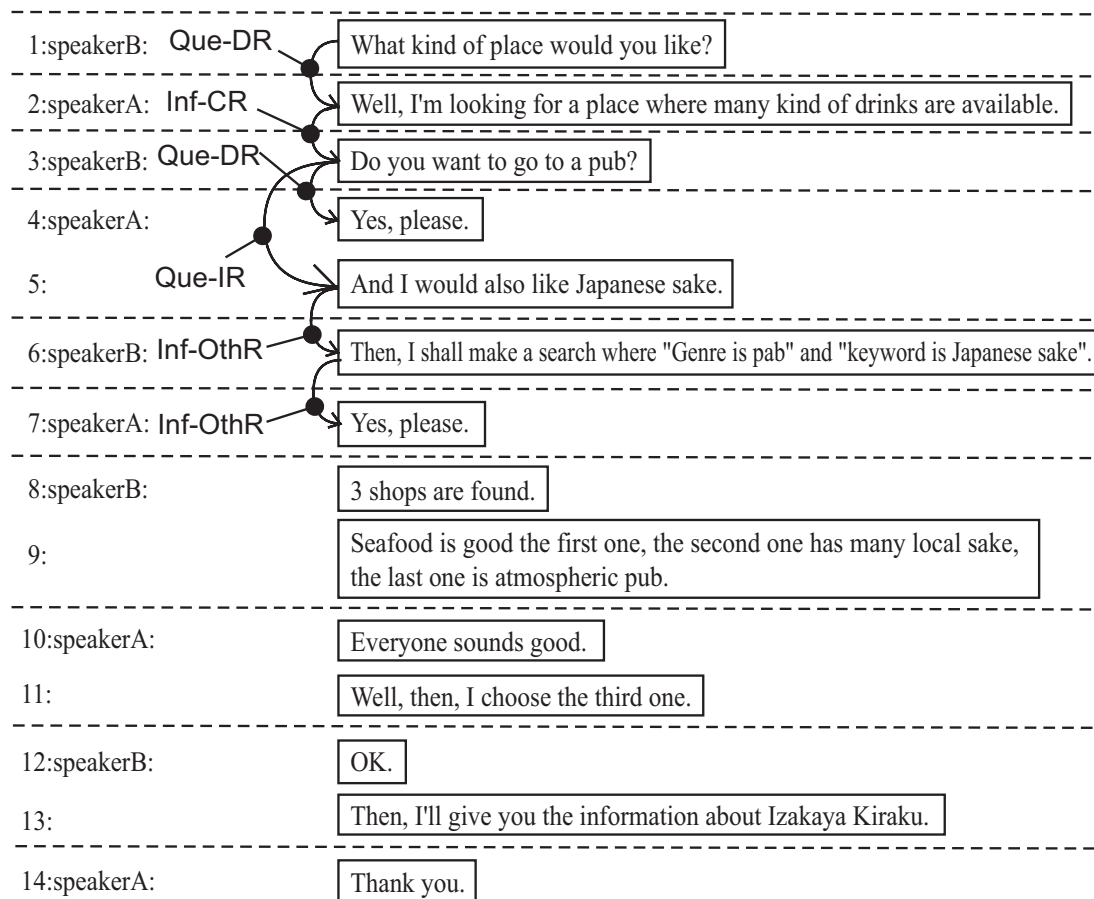 1:speakerB: Que-DR What kind of place would you like?
2:speakerA: Inf-CR Well, I'm looking for a place where many kind of drinks are available.
3:speakerB: Que-DR Do you want to go to a pub?
4:speakerA: Yes, please.
5: Que-IR And I would also like Japanese sake.
6:speakerB: Inf-OthR Then, I shall make a search where "Genre is pab" and "keyword is Japanese sake".
7:speakerA: Inf-OthR Yes, please.
8:speakerB: 3 shops are found.
9: Seafood is good the first one, the second one has many local sake,
the last one is atmospheric pub.
10:speakerA: Everyone sounds good.
11: Well, then, I choose the third one.
12:speakerB: OK.
13: Then, I'll give you the information about Izakaya Kiraku.
14:speakerA: Thank you.